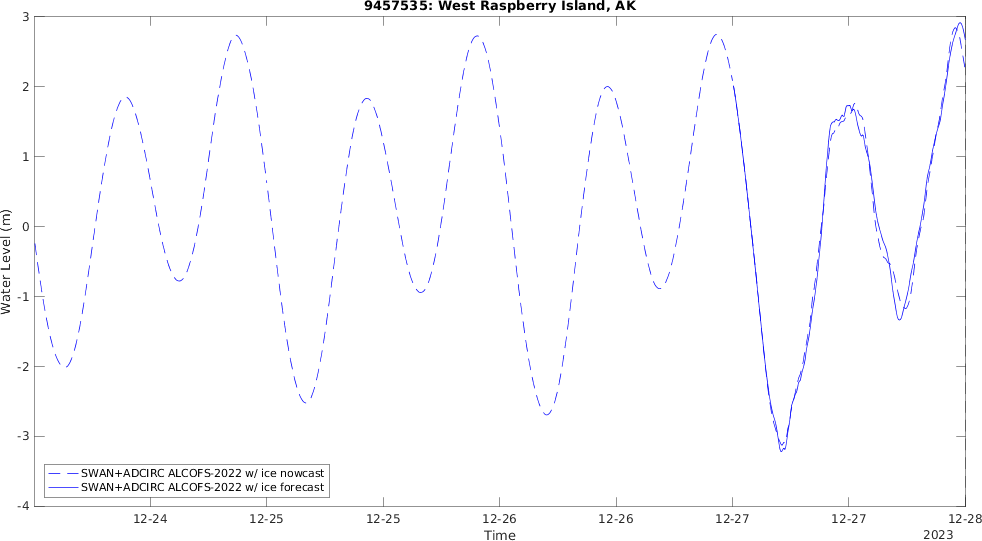 9457535: West Raspberry Island, AK
3
2
1
0
-1
-2
-3
-4
Water Level (m)
SWAN+ADCIRC ALCOFS-2022 w/ ice nowcast
SWAN+ADCIRC ALCOFS-2022 w/ ice forecast
12-24 12-25 12-25 12-26 12-26 12-27 12-27 12-28
Time
2023